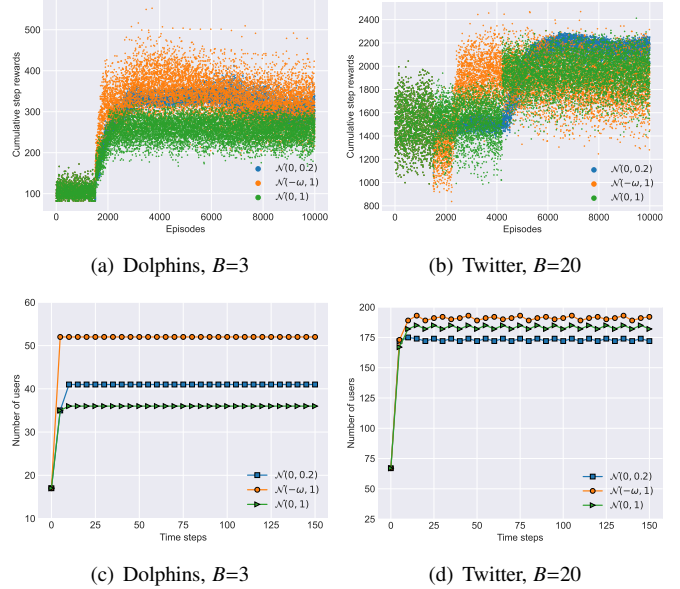 500
400
300
200
100
Cumulative step rewards
0
2000
4000
6000
8000
10000
Episodes
𝒩(0, 0.2)
𝒩(−ω, 1)
𝒩(0, 1)
(a) Dolphins, B=3
2400
2200
2000
1800
1600
1400
1200
1000
800
Cumulative step rewards
0
2000
4000
6000
8000
10000
Episodes
𝒩(0, 0.2)
𝒩(−ω, 1)
𝒩(0, 1)
(b) Twitter, B=20
60
50
40
30
20
10
Number of users
0
25
50
75
100
125
150
Time steps
𝒩(0, 0.2)
𝒩(−ω, 1)
𝒩(0, 1)
(c) Dolphins, B=3
200
175
150
125
100
75
50
25
Number of users
0
25
50
75
100
125
150
Time steps
𝒩(0, 0.2)
𝒩(−ω, 1)
𝒩(0, 1)
(d) Twitter, B=20